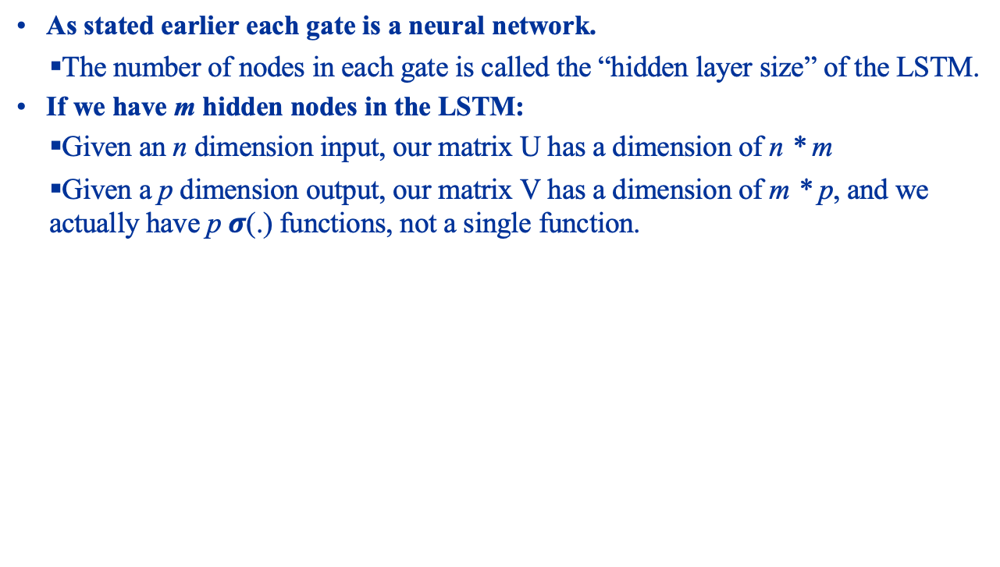 • As stated earlier each gate is a neural network.
▪The number of nodes in each gate is called the “hidden layer size” of the LSTM.
• If we have m hidden nodes in the LSTM:
▪Given an n dimension input, our matrix U has a dimension of n * m
▪Given a p dimension output, our matrix V has a dimension of m * p, and we
actually have p σ(.) functions, not a single function.